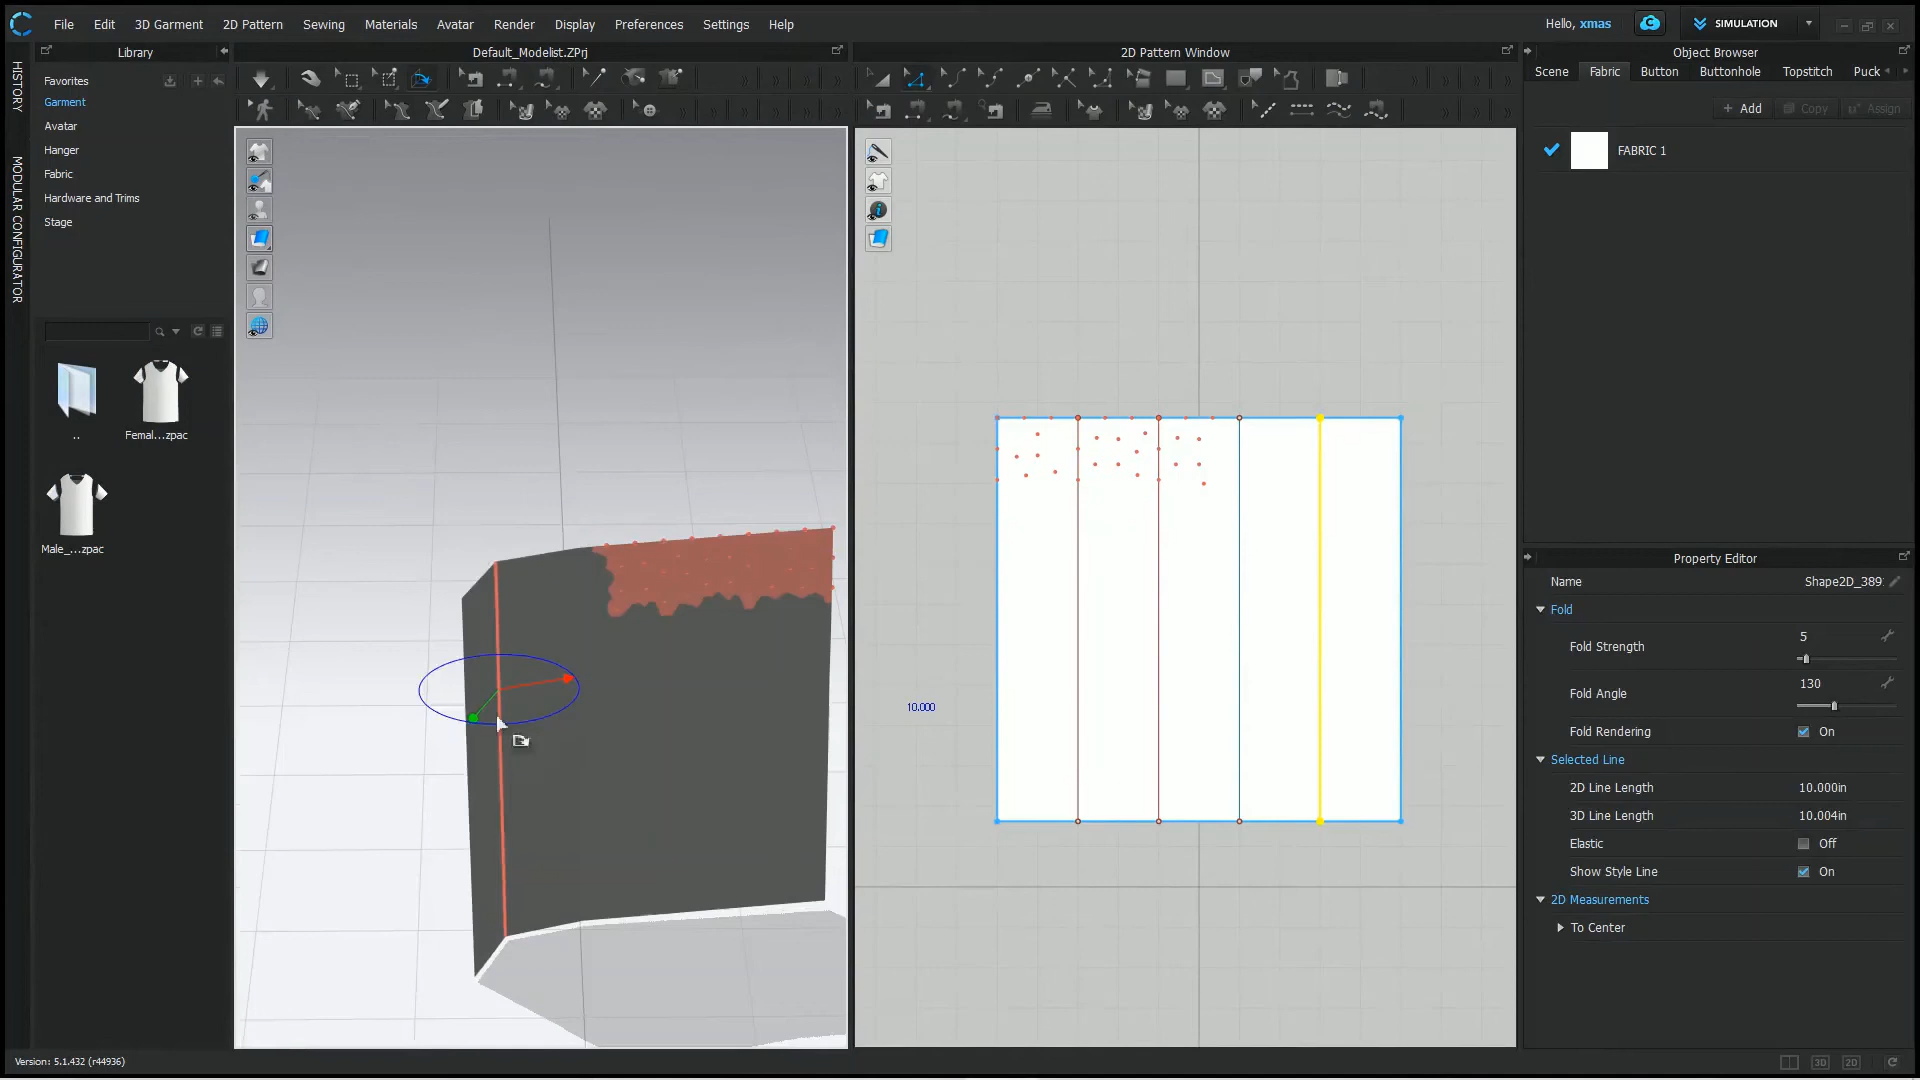 File Edit 3D Garment 2D Pattern Sewing Materials Avatar Render Display Preferences Settings Help
Hello, xmas
SIMULATION
Library
Default_Modelist.ZPrj
2D Pattern Window
Object Browser
HISTORY
MODULAR CONFIGURATOR
Favorites
Garment
Avatar
Hanger
Fabric
Hardware and Trims
Stage
..
Femal...zpac
Male_...zpac
10.000
Scene Fabric Button Buttonhole Topstitch Puck
+ Add Copy Assign
FABRIC 1
Property Editor
Name Shape2D_389
Fold
Fold Strength 5
Fold Angle 130
Fold Rendering On
Selected Line
2D Line Length 10.000in
3D Line Length 10.004in
Elastic Off
Show Style Line On
2D Measurements
To Center
Version: 5.1.432 (r44936)
3D 2D